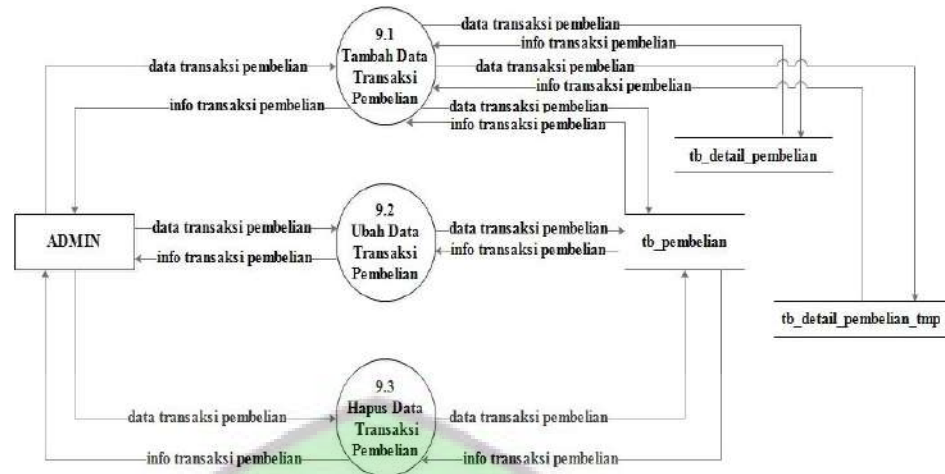 9.1
Tambah Data
Transaksi
Pembelian
data transaksi pembelian
info transaksi pembelian
data transaksi pembelian
info transaksi pembelian
data transaksi pembelian
info transaksi pembelian
data transaksi pembelian
info transaksi pembelian
tb_detail_pembelian
ADMIN
data transaksi pembelian
info transaksi pembelian
9.2
Ubah Data
Transaksi
Pembelian
data transaksi pembelian
info transaksi pembelian
tb_pembelian
tb_detail_pembelian_tmp
9.3
Hapus Data
Transaksi
Pembelian
data transaksi pembelian
info transaksi pembelian
data transaksi pembelian
info transaksi pembelian